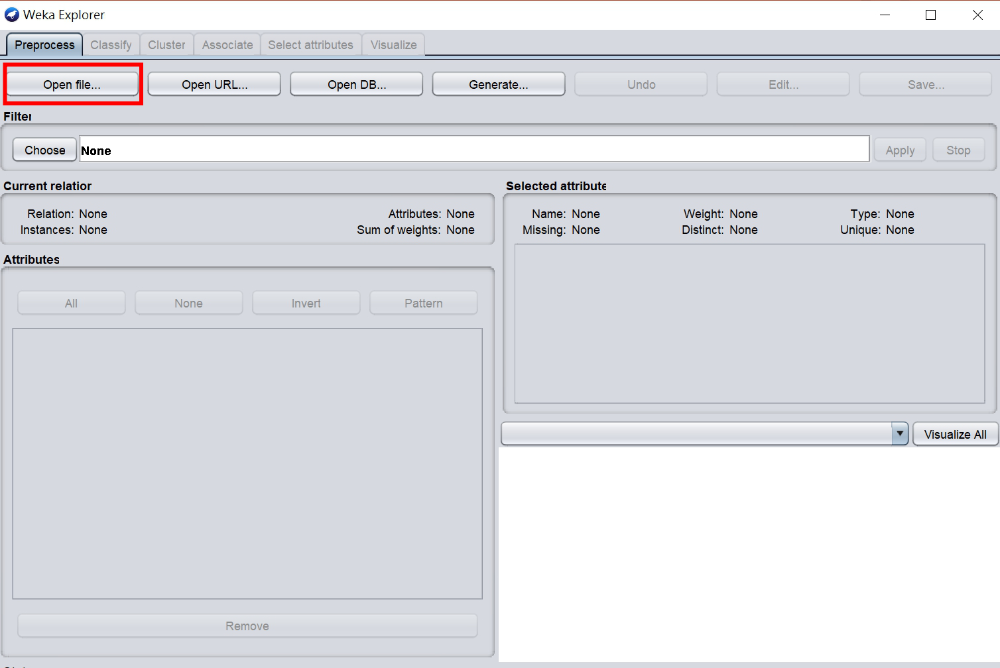 Weka Explorer
Preprocess Classify Cluster Associate Select attributes Visualize
Open file... Open URL... Open DB... Generate... Undo Edit... Save...
Filter
Choose None Apply Stop
Current relation Selected attribute
Relation: None Attributes: None Name: None Weight: None Type: None
Instances: None Sum of weights: None Missing: None Distinct: None Unique: None
Attributes
All None Invert Pattern
Visualize All
Remove